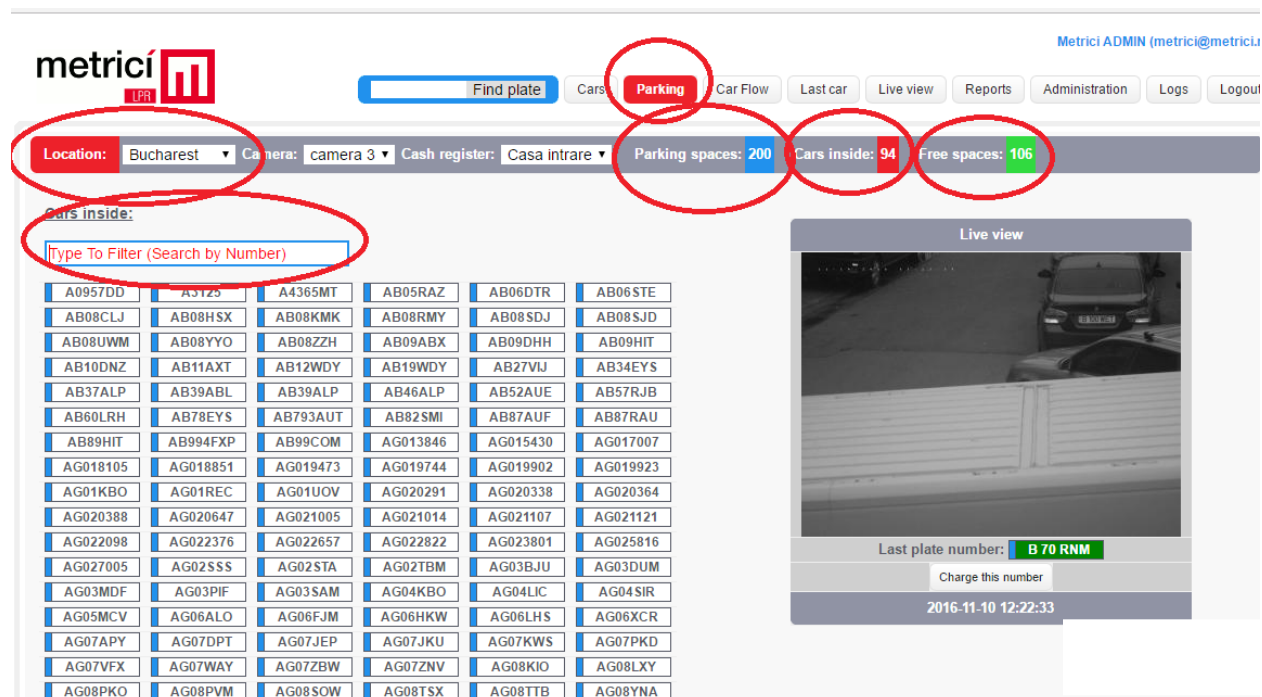 Metrici ADMIN (metrici@metrici.r
metricí
LPR
Find plate Cars Parking Car Flow Last car Live view Reports Administration Logs Logout
Location: Bucharest Camera: camera 3 Cash register: Casa intrare Parking spaces: 200 Cars inside: 94 Free spaces: 106
Cars inside:
Type To Filter (Search by Number)
A0957DD A3125 A4365MT AB05RAZ AB06DTR AB06STE
AB08CLJ AB08HSX AB08KMK AB08RMY AB08SDJ AB08SJD
AB08UWM AB08YYO AB08ZZH AB09ABX AB09DHH AB09HIT
AB10DNZ AB11AXT AB12WDY AB19WDY AB27VIJ AB34EYS
AB37ALP AB39ABL AB39ALP AB46ALP AB52AUE AB57RJB
AB60LRH AB78EYS AB793AUT AB82SMI AB87AUF AB87RAU
AB89HIT AB994FXP AB99COM AG013846 AG015430 AG017007
AG018105 AG018851 AG019473 AG019744 AG019902 AG019923
AG01KBO AG01REC AG01UOV AG020291 AG020338 AG020364
AG020388 AG020647 AG021005 AG021014 AG021107 AG021121
AG022098 AG022376 AG022657 AG022822 AG023801 AG025816
AG027005 AG02SSS AG02STA AG02TBM AG03BJU AG03DUM
AG03MDF AG03PIF AG03SAM AG04KBO AG04LIC AG04SIR
AG05MCV AG06ALO AG06FJM AG06HKW AG06LHS AG06XCR
AG07APY AG07DPT AG07JEP AG07JKU AG07KWS AG07PKD
AG07VFX AG07WAY AG07ZBW AG07ZNV AG08KIO AG08LXY
AG08PKO AG08PVM AG08SOW AG08TSX AG08TTB AG08YNA
Live view
Last plate number: B 70 RNM
Charge this number
2016-11-10 12:22:33